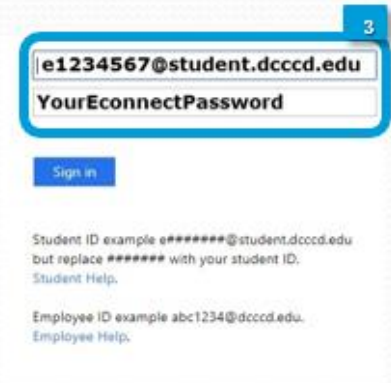 3
e1234567@student.dcccd.edu
YourEconnectPassword
Sign in
Student ID example e#######@student.dcccd.edu
but replace ####### with your student ID.
Student Help.
Employee ID example abc1234@dcccd.edu.
Employee Help.